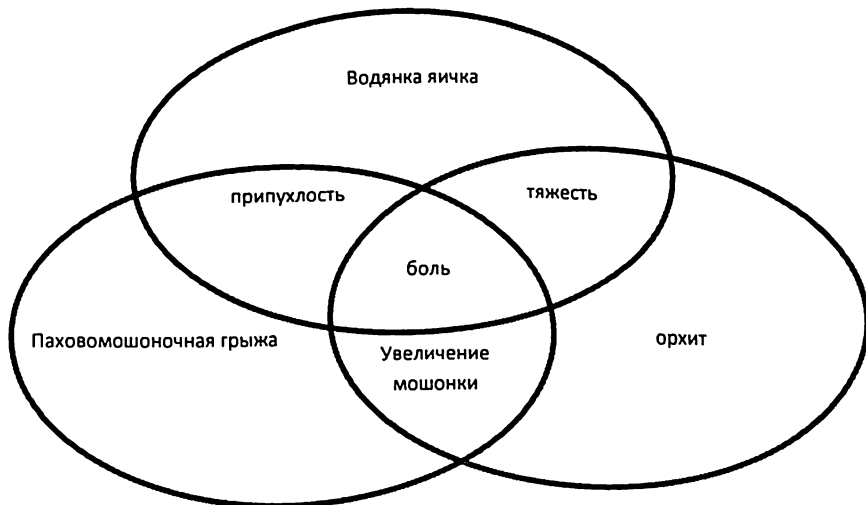 Водянка яичка
припухлость
тяжесть
боль
Паховомошоночная грыжа
Увеличение
мошонки
орхит